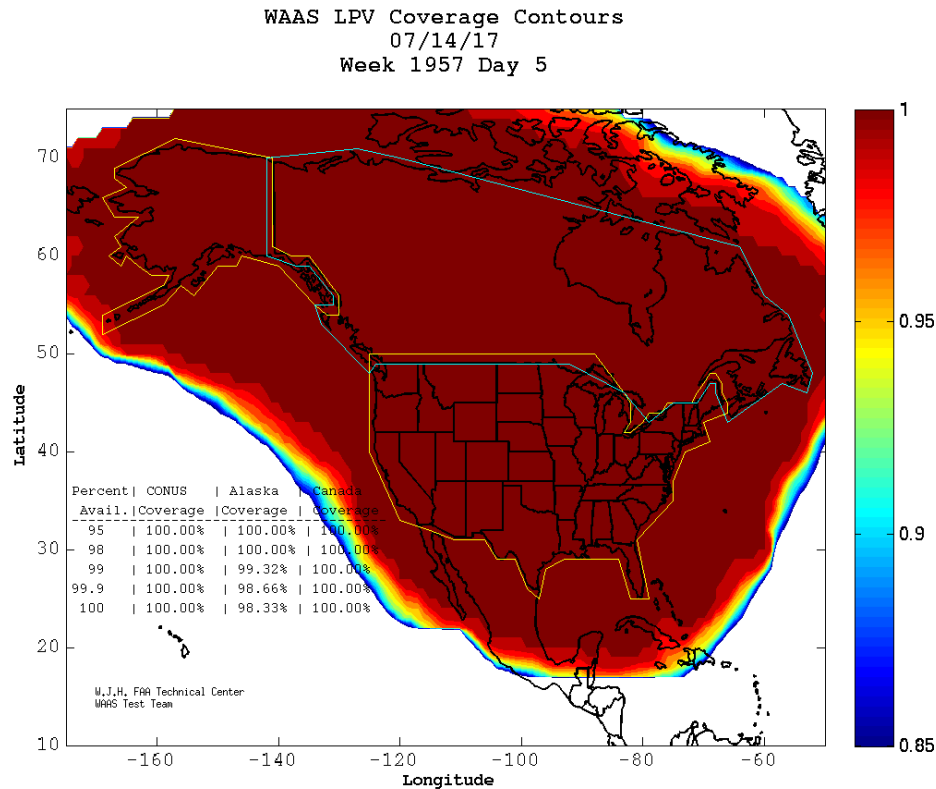 WAAS LPV Coverage Contours
07/14/17
Week 1957 Day 5
70
60
50
40
30
20
10
Latitude
Percent| CONUS | Alaska | Canada
Avail.|Coverage |Coverage | Coverage
95 | 100.00% | 100.00% | 100.00%
98 | 100.00% | 100.00% | 100.00%
99 | 100.00% | 99.32% | 100.00%
99.9 | 100.00% | 98.66% | 100.00%
100 | 100.00% | 98.33% | 100.00%
W.J.H. FAA Technical Center
WAAS Test Team
-160 -140 -120 -100 -80 -60
Longitude
1
0.95
0.9
0.85